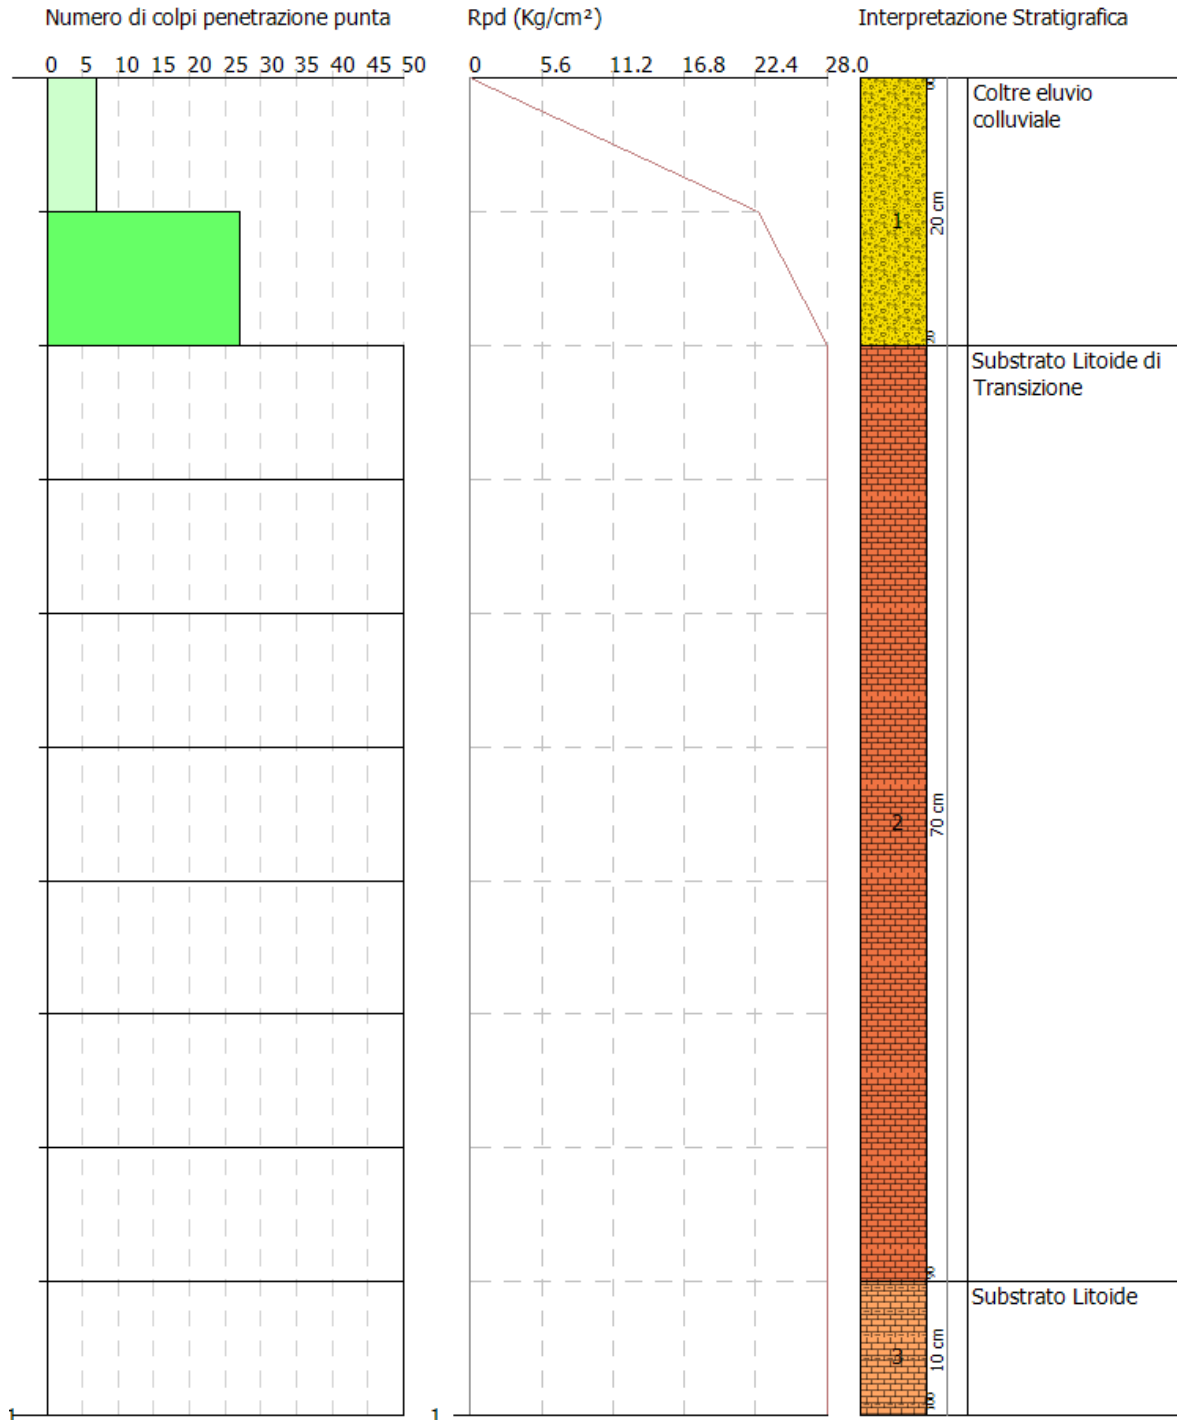 Numero di colpi penetrazione punta
Rpd (Kg/cm²)
Interpretazione Stratigrafica
0 5 10 15 20 25 30 35 40 45 50
0 5.6 11.2 16.8 22.4 28.0
Coltre eluvio
colluviale
1
20 cm
Substrato Litoide di
Transizione
2
70 cm
Substrato Litoide
3
10 cm
1
1